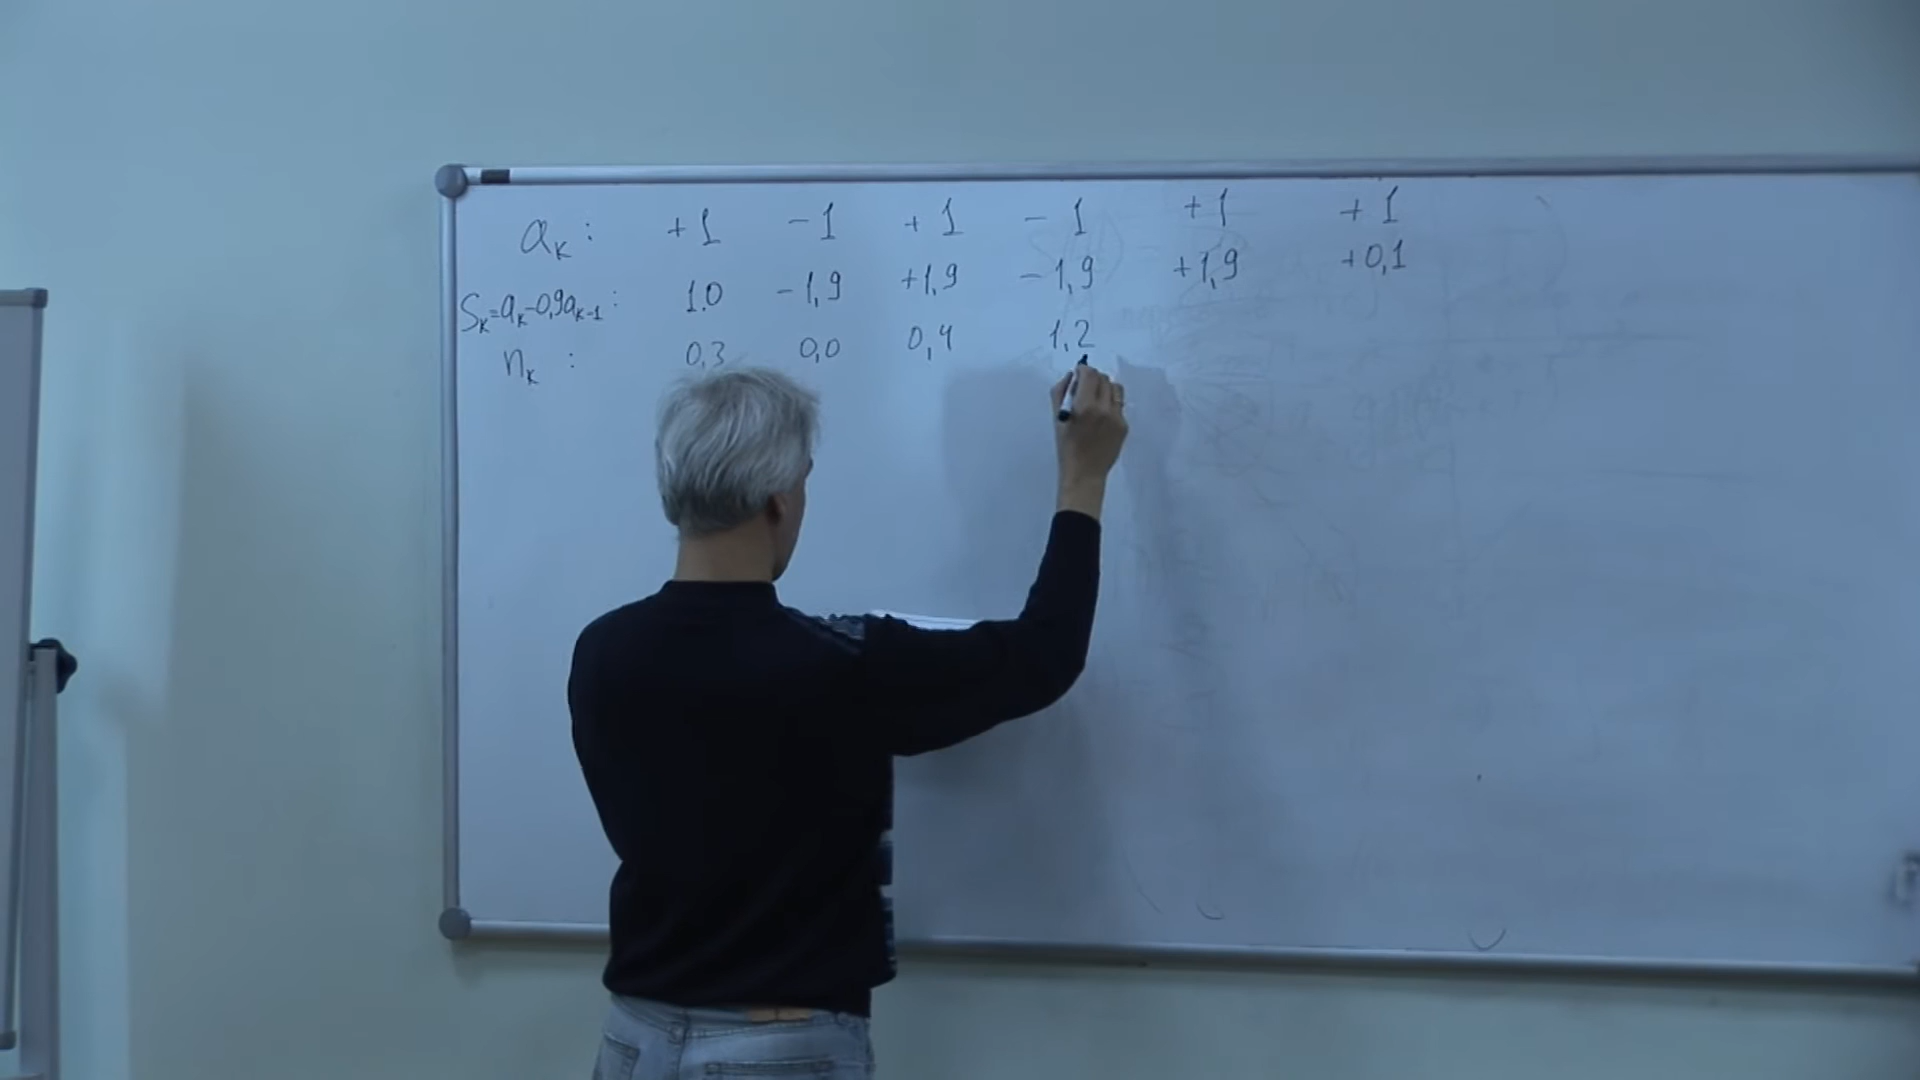 aₖ : +1 -1 +1 -1 +1 +1
Sₖ=aₖ-0,9aₖ₋₁ : 1.0 -1,9 +1,9 -1,9 +1,9 +0,1
nₖ : 0,3 0,0 0,4 1,2